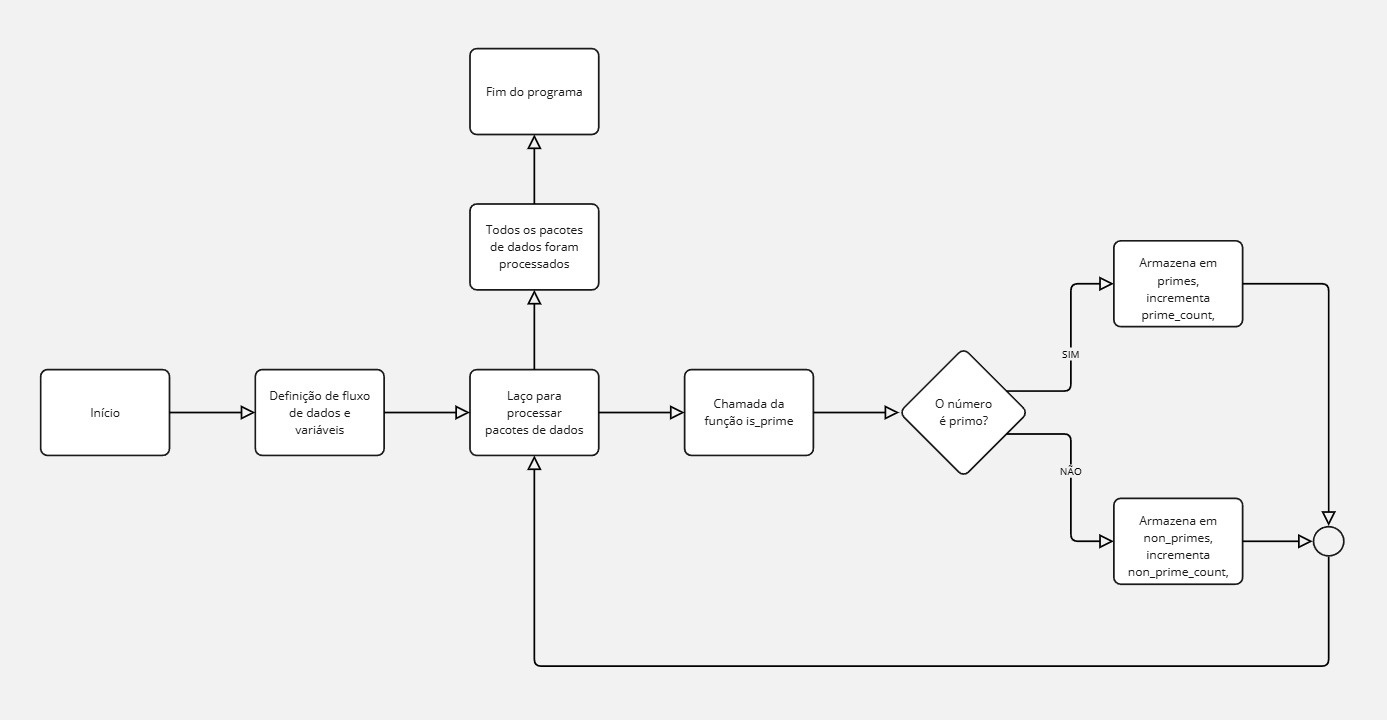 Fim do programa
Todos os pacotes
de dados foram
processados
Início
Definição de fluxo
de dados e
variáveis
Laço para
processar
pacotes de dados
Chamada da
função is_prime
O número
é primo?
SIM
NÃO
Armazena em
primes,
incrementa
prime_count,
Armazena em
non_primes,
incrementa
non_prime_count,